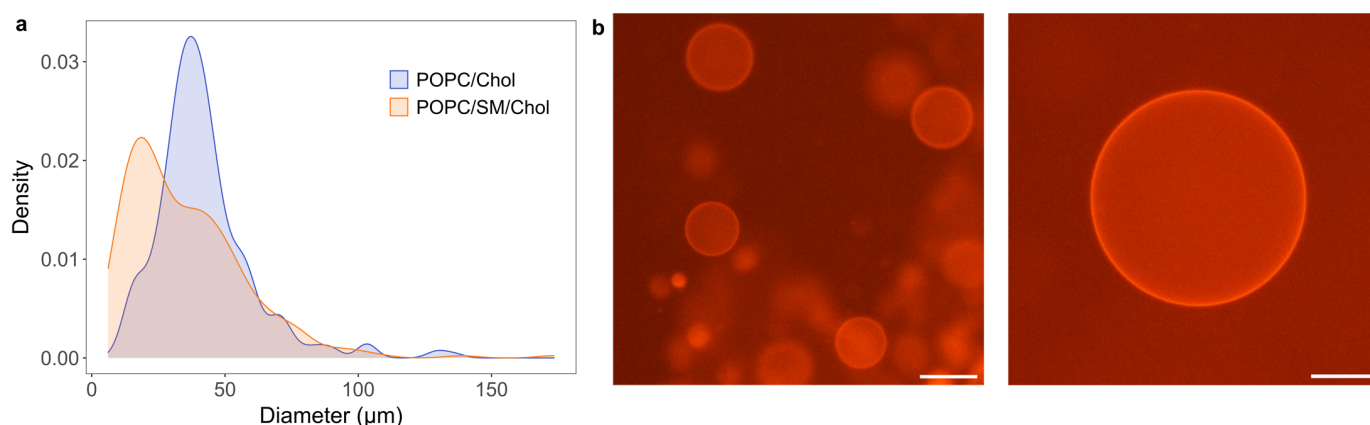 a
Density
0.03
0.02
0.01
0.00
0
50
100
150
Diameter (µm)
POPC/Chol
POPC/SM/Chol
b